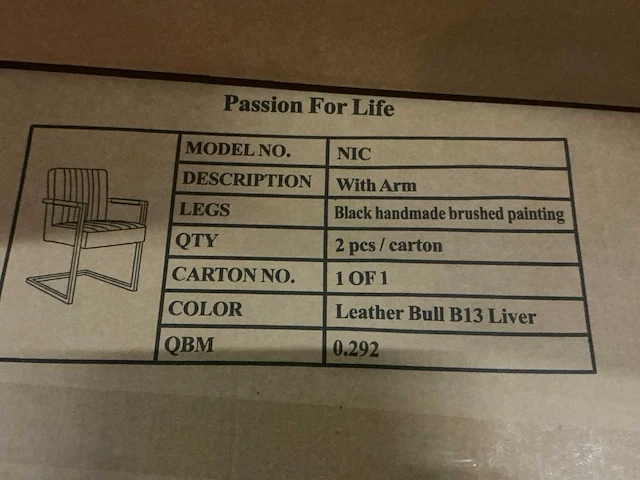 Passion For Life
MODEL NO. NIC
DESCRIPTION With Arm
LEGS Black handmade brushed painting
QTY 2 pcs / carton
CARTON NO. 1 OF 1
COLOR Leather Bull B13 Liver
QBM 0.292